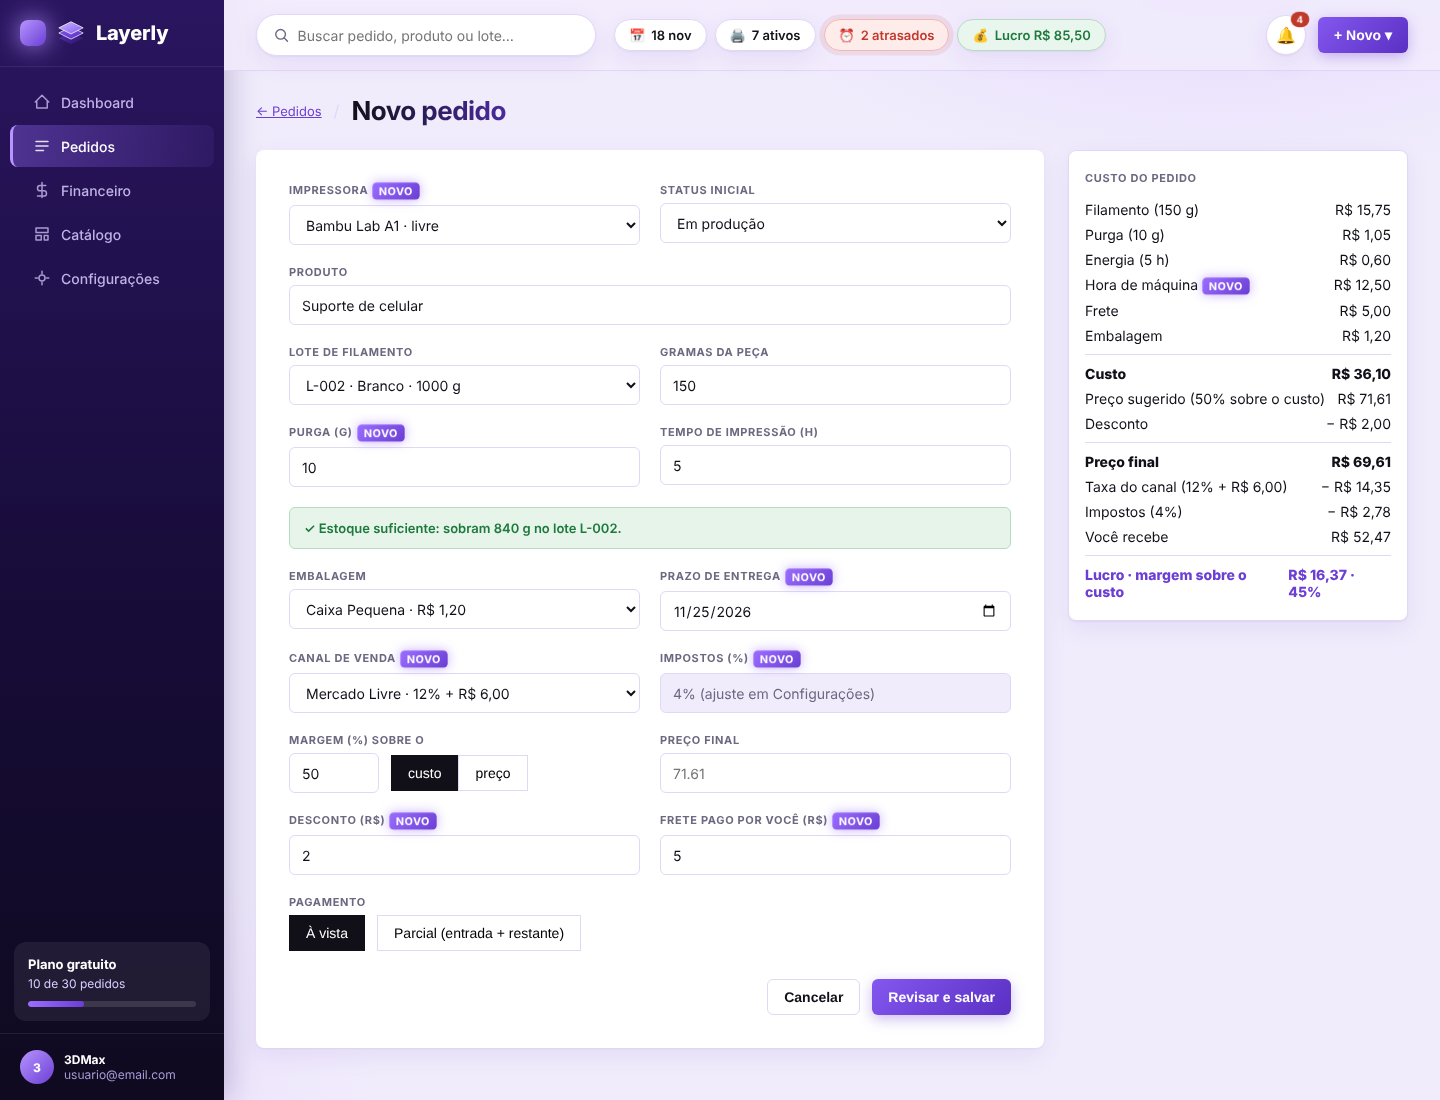 Layerly
Buscar pedido, produto ou lote...
18 nov
7 ativos
2 atrasados
Lucro R$ 85,50
4
+ Novo ▾
Dashboard
Pedidos
Financeiro
Catálogo
Configurações
← Pedidos / Novo pedido
IMPRESSORA NOVO
STATUS INICIAL
Bambu Lab A1 · livre
Em produção
PRODUTO
Suporte de celular
LOTE DE FILAMENTO
GRAMAS DA PEÇA
L-002 · Branco · 1000 g
150
PURGA (G) NOVO
TEMPO DE IMPRESSÃO (H)
10
5
✓ Estoque suficiente: sobram 840 g no lote L-002.
EMBALAGEM
PRAZO DE ENTREGA NOVO
Caixa Pequena · R$ 1,20
11/25/2026
CANAL DE VENDA NOVO
IMPOSTOS (%) NOVO
Mercado Livre · 12% + R$ 6,00
4% (ajuste em Configurações)
MARGEM (%) SOBRE O
PREÇO FINAL
50
custo
preço
71.61
DESCONTO (R$) NOVO
FRETE PAGO POR VOCÊ (R$) NOVO
2
5
PAGAMENTO
À vista
Parcial (entrada + restante)
Cancelar
Revisar e salvar
CUSTO DO PEDIDO
Filamento (150 g) R$ 15,75
Purga (10 g) R$ 1,05
Energia (5 h) R$ 0,60
Hora de máquina NOVO R$ 12,50
Frete R$ 5,00
Embalagem R$ 1,20
Custo R$ 36,10
Preço sugerido (50% sobre o custo) R$ 71,61
Desconto − R$ 2,00
Preço final R$ 69,61
Taxa do canal (12% + R$ 6,00) − R$ 14,35
Impostos (4%) − R$ 2,78
Você recebe R$ 52,47
Lucro · margem sobre o custo
R$ 16,37 · 45%
Plano gratuito
10 de 30 pedidos
3
3DMax
usuario@email.com